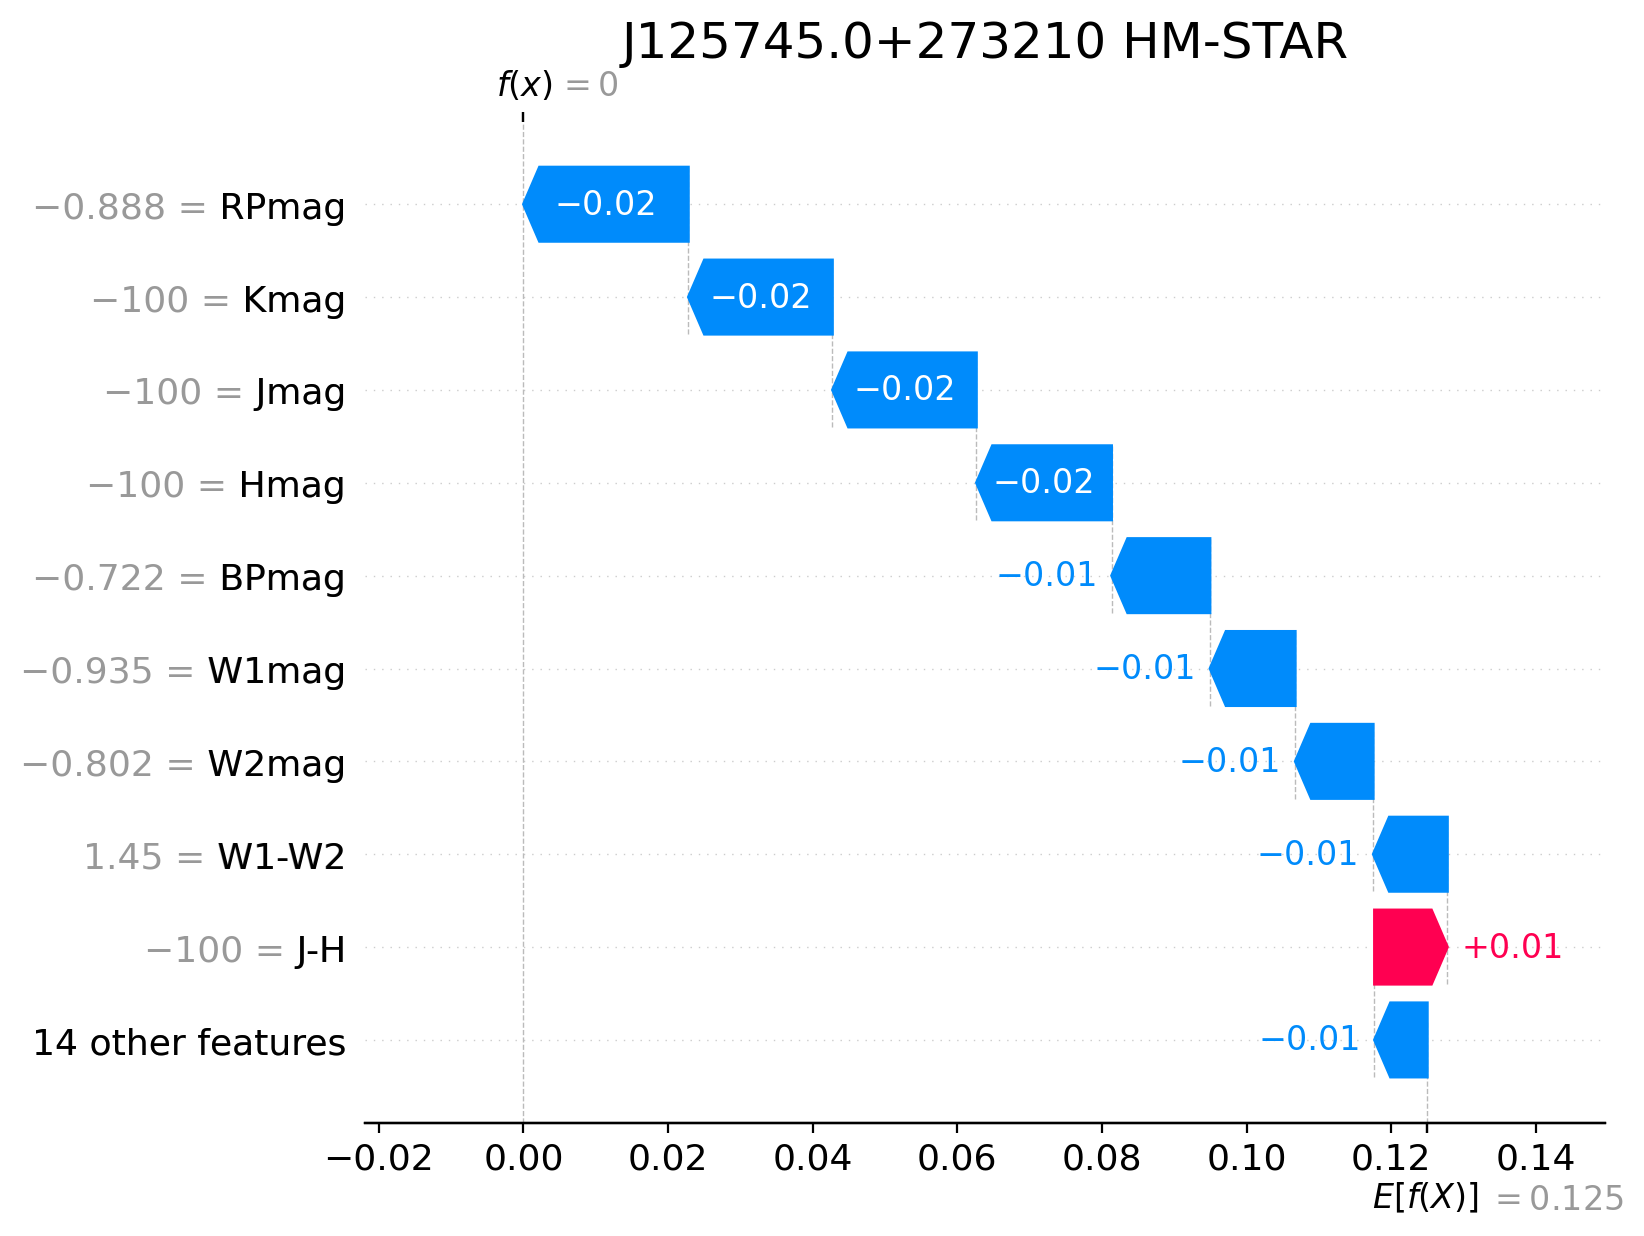 J125745.0+273210 HM-STAR
f(x) = 0
−0.888 = RPmag
−0.02
−100 = Kmag
−0.02
−100 = Jmag
−0.02
−100 = Hmag
−0.02
−0.722 = BPmag
−0.01
−0.935 = W1mag
−0.01
−0.802 = W2mag
−0.01
1.45 = W1-W2
−0.01
−100 = J-H
+0.01
14 other features
−0.01
−0.02 0.00 0.02 0.04 0.06 0.08 0.10 0.12 0.14
E[f(X)] = 0.125